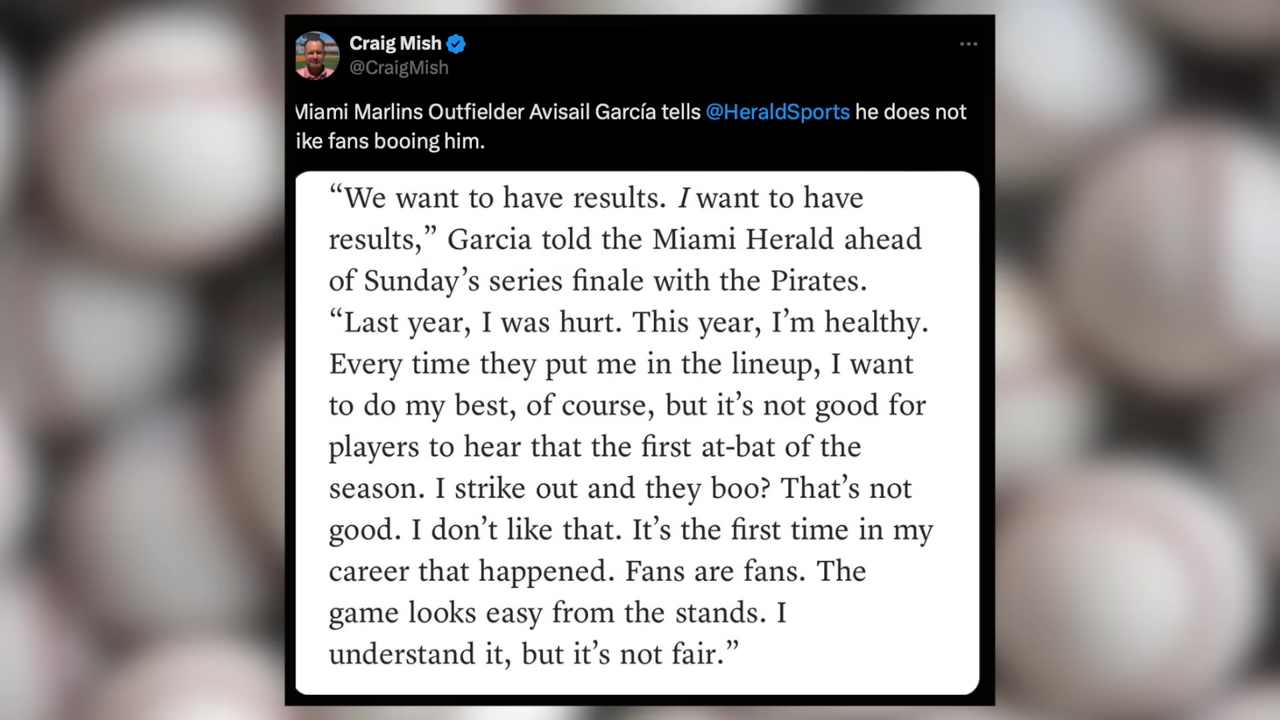 Craig Mish
@CraigMish
Miami Marlins Outfielder Avisail García tells @HeraldSports he does not
ike fans booing him.
“We want to have results. I want to have
results,” Garcia told the Miami Herald ahead
of Sunday’s series finale with the Pirates.
“Last year, I was hurt. This year, I’m healthy.
Every time they put me in the lineup, I want
to do my best, of course, but it’s not good for
players to hear that the first at-bat of the
season. I strike out and they boo? That’s not
good. I don’t like that. It’s the first time in my
career that happened. Fans are fans. The
game looks easy from the stands. I
understand it, but it’s not fair.”